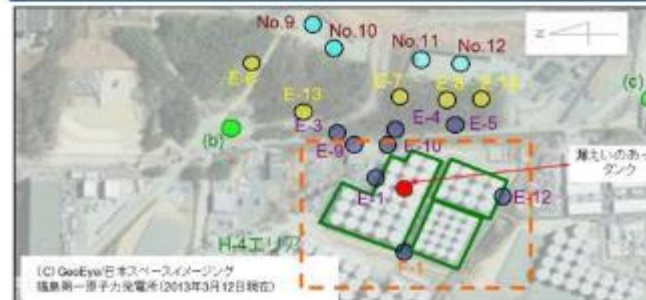 No.9
No.10
No.11
No.12
E-6
E-7
E-8
E-13
E-3
E-4
E-5
(b)
(c)
E-9
E-10
漏えいのあっ
タンク
E-1
E-12
H-4エリア
(C) GeoEye/日本スペースイメージング
福島第一原子力発電所(2013年3月12日現在)